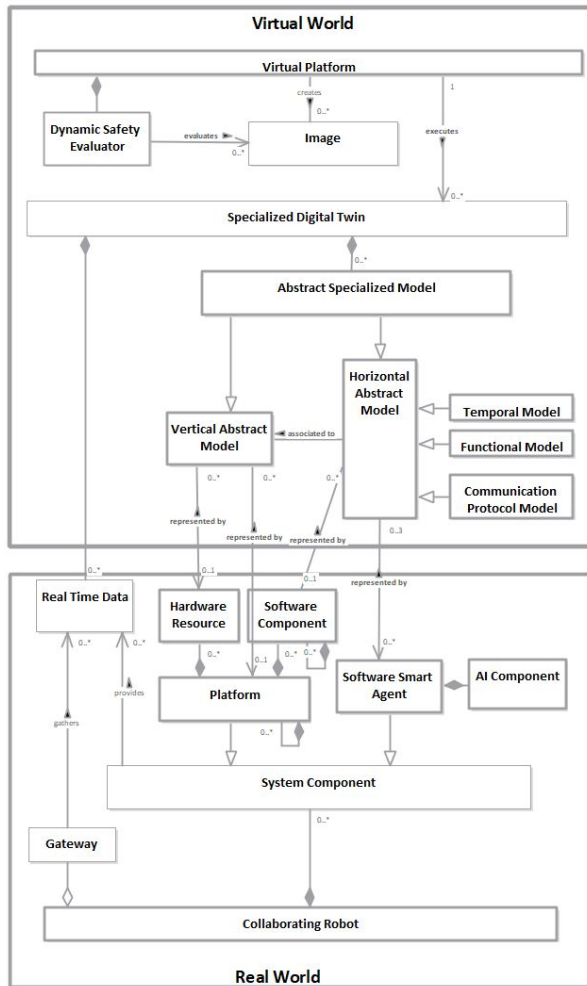 Virtual World
Virtual Platform
creates
0..*
1
executes
0..*
Dynamic Safety
Evaluator
evaluates
0..*
Image
Specialized Digital Twin
0..*
Abstract Specialized Model
Horizontal
Abstract
Model
Temporal Model
Functional Model
Communication
Protocol Model
Vertical Abstract
Model
associated to
0..*
0..*
0..*
represented by
represented by
represented by
0..3
represented by
0..*
0..1
0..1
Real Time Data
Hardware
Resource
Software
Component
0..*
0..*
0..*
0..*
0..*
0..1
0..*
Platform
Software Smart
Agent
AI Component
0..*
gathers
provides
System Component
0..*
Gateway
Collaborating Robot
Real World